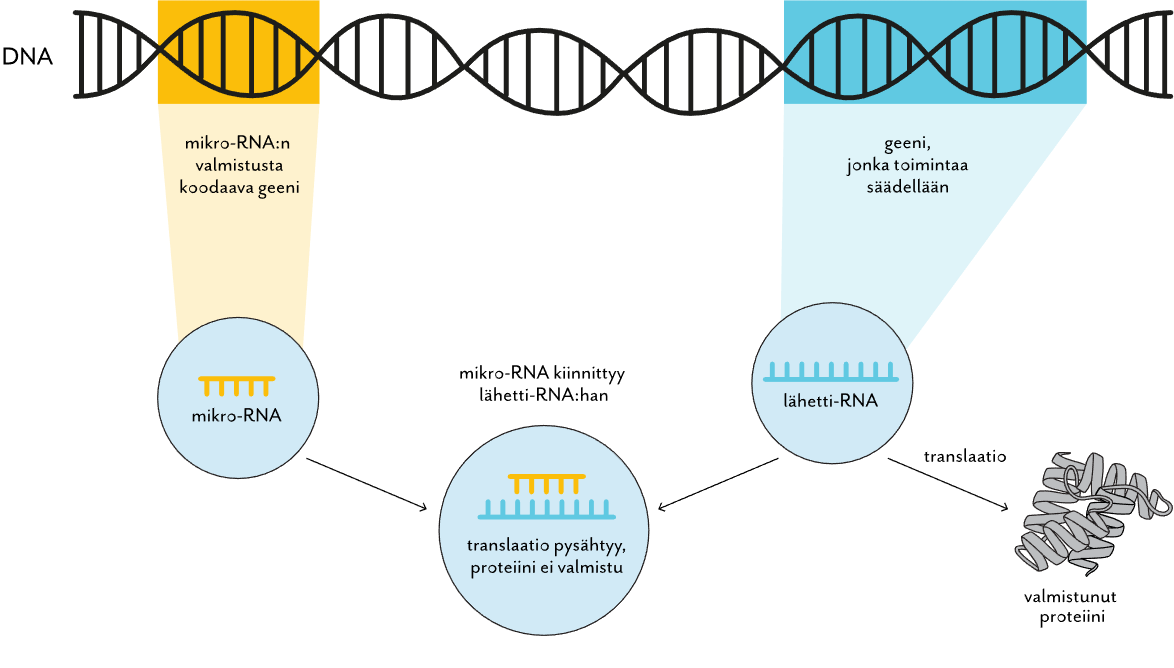 DNA
mikro-RNA:n
valmistusta
koodaava geeni
geeni,
jonka toimintaa
säädellään
mikro-RNA
mikro-RNA kiinnittyy
lähetti-RNA:han
lähetti-RNA
translaatio
translaatio pysähtyy,
proteiini ei valmistu
valmistunut
proteiini